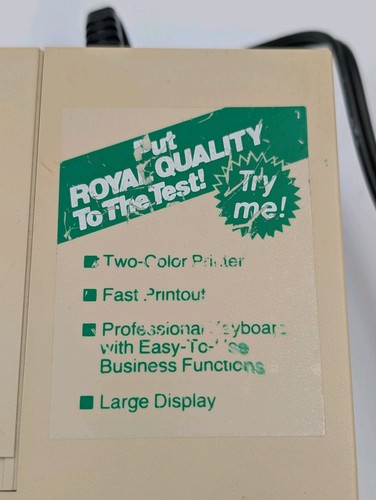 Put
ROYAL QUALITY
To The Test!
Try
me!
Two-Color Printer
Fast Printout
Professional Keyboard
with Easy-To-Use
Business Functions
Large Display